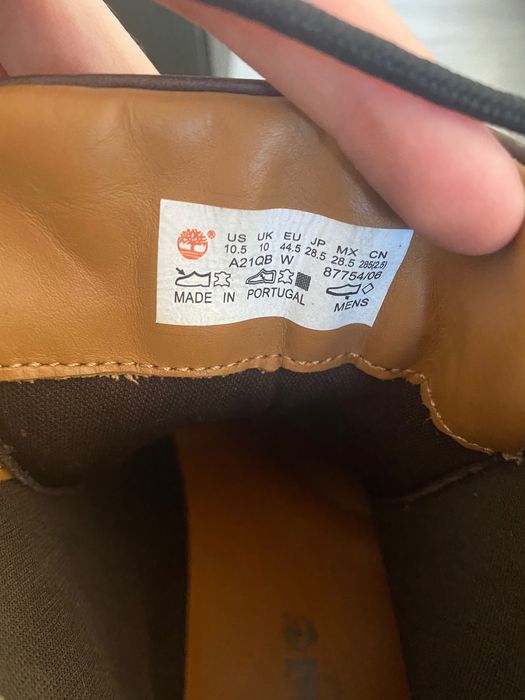 US UK EU JP MX CN
10.5 10 44.5 28.5 28.5 285(2.5)
A21QB W 87754/06
MADE IN PORTUGAL MENS